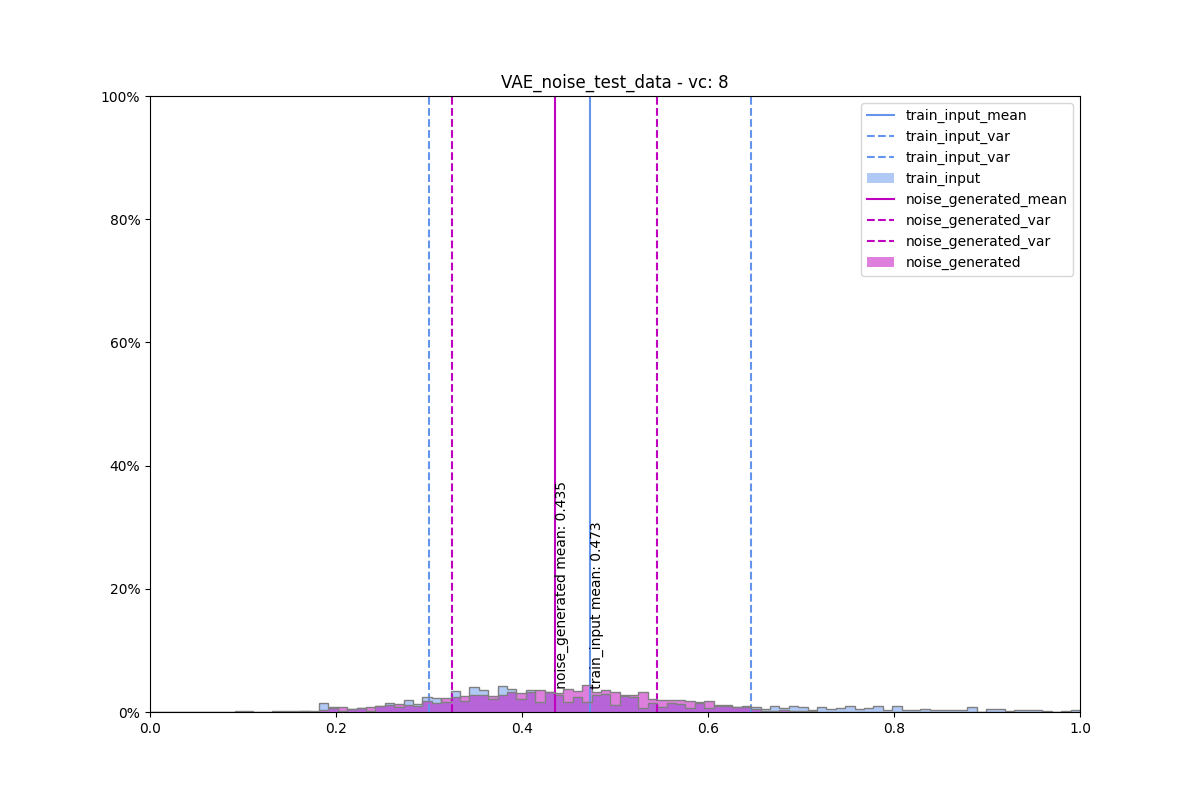 VAE_noise_test_data - vc: 8
100%
80%
60%
40%
20%
0%
train_input_mean
train_input_var
train_input_var
train_input
noise_generated_mean
noise_generated_var
noise_generated_var
noise_generated
noise_generated mean: 0.435
train_input mean: 0.473
0.0 0.2 0.4 0.6 0.8 1.0